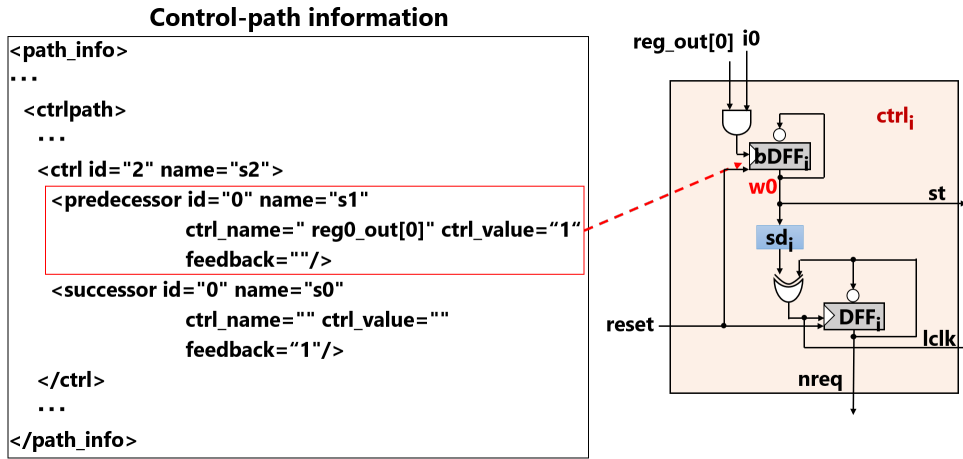 Control-path information
<path_info>
...
<ctrlpath>
...
<ctrl id="2" name="s2">
<predecessor id="0" name="s1"
ctrl_name=" reg0_out[0]" ctrl_value=“1“
feedback=""/>
<successor id="0" name="s0"
ctrl_name="" ctrl_value=""
feedback=“1"/>
</ctrl>
...
</path_info>
reg_out[0] i0
ctrli
bDFFi
w0
st
sdi
DFFi
reset
lclk
nreq